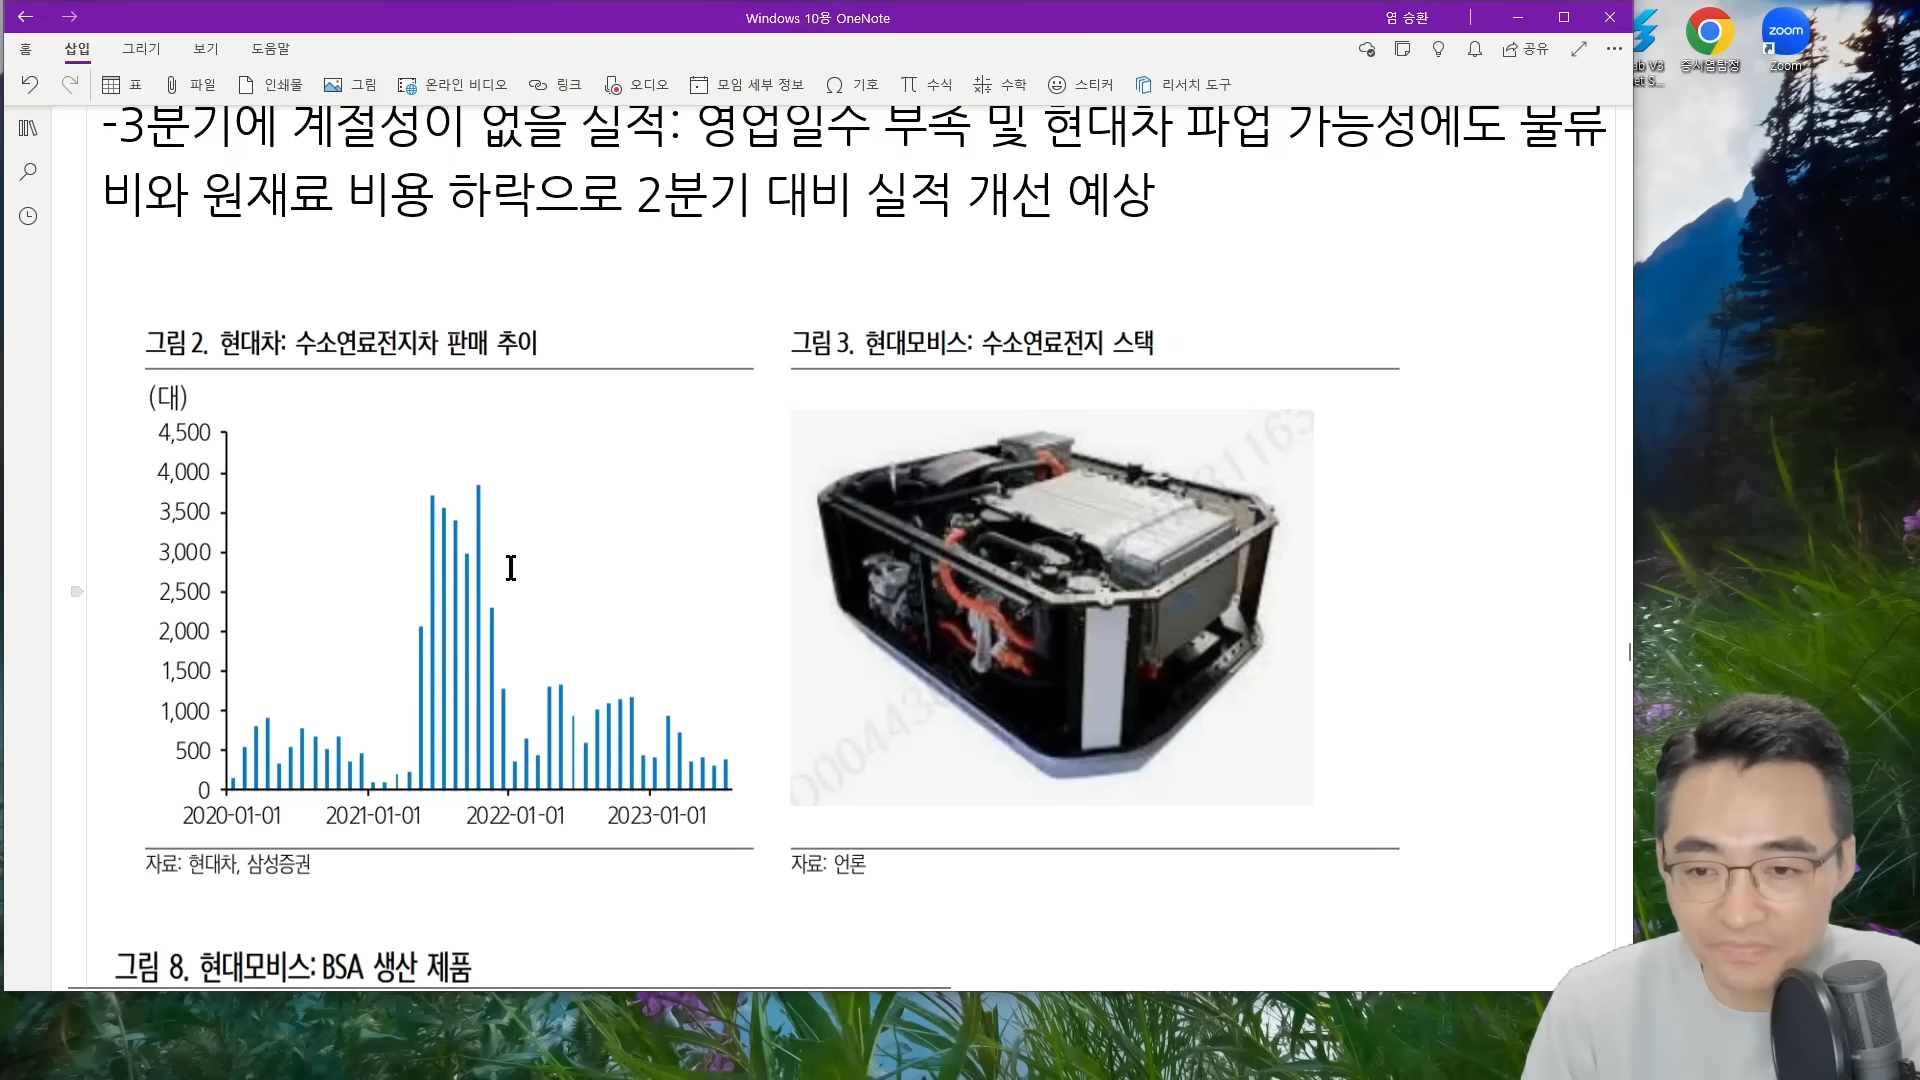 Windows 10용 OneNote
염 승환
홈 삽입 그리기 보기 도움말
공유
표 파일 인쇄물 그림 온라인 비디오 링크 오디오 모임 세부 정보 기호 수식 수학 스티커 리서치 도구
zoom
증시염탐정
Zoom
ab V3
et S...
-3분기에 계절성이 없을 실적: 영업일수 부족 및 현대차 파업 가능성에도 물류
비와 원재료 비용 하락으로 2분기 대비 실적 개선 예상
그림 2. 현대차: 수소연료전지차 판매 추이
(대)
4,500
4,000
3,500
3,000
2,500
2,000
1,500
1,000
500
0
2020-01-01 2021-01-01 2022-01-01 2023-01-01
자료: 현대차, 삼성증권
그림 3. 현대모비스: 수소연료전지 스택
자료: 언론
그림 8. 현대모비스: BSA 생산 제품